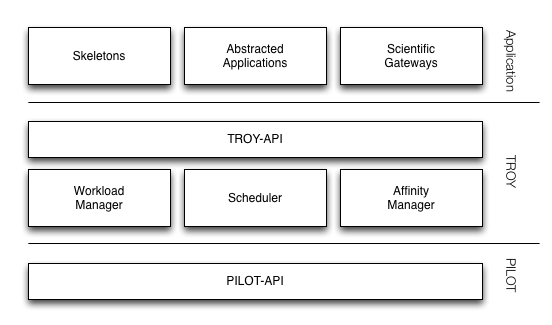 Skeletons
Abstracted
Applications
Scientific
Gateways
Application
TROY-API
Workload
Manager
Scheduler
Affinity
Manager
TROY
PILOT-API
PILOT